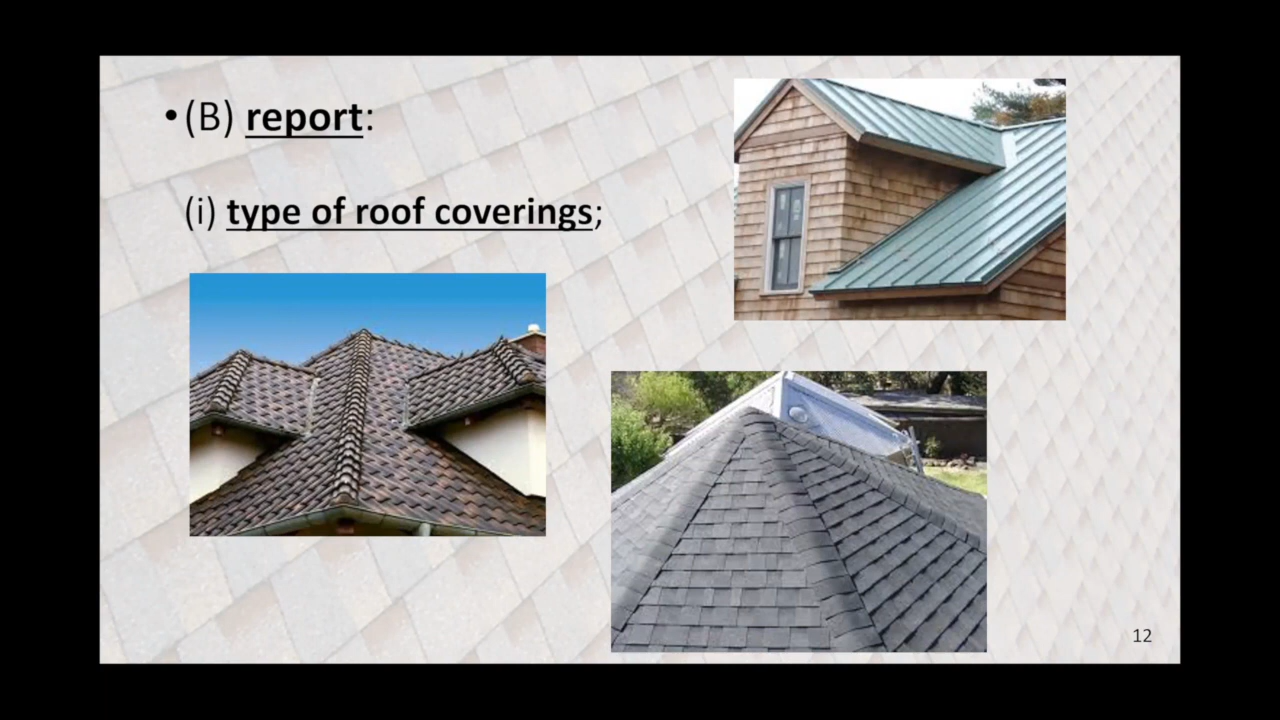 • (B) report:
(i) type of roof coverings;
12